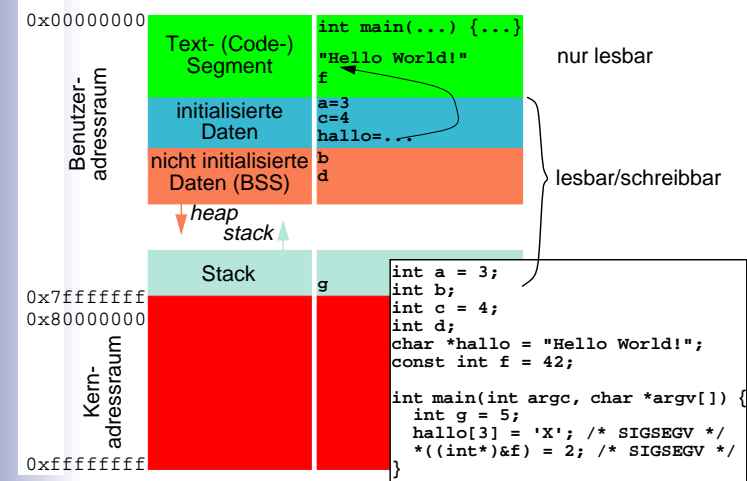 0x00000000
Benutzer-
adressraum
Text- (Code-)
Segment
int main(...) {...}
"Hello World!"
f
nur lesbar
initialisierte
Daten
a=3
c=4
hallo=...
nicht initialisierte
Daten (BSS)
b
d
lesbar/schreibbar
heap
stack
Stack
g
0x7fffffff
0x80000000
Kern-
adressraum
0xffffffff
int a = 3;
int b;
int c = 4;
int d;
char *hallo = "Hello World!";
const int f = 42;
int main(int argc, char *argv[]) {
int g = 5;
hallo[3] = 'X'; /* SIGSEGV */
*((int*)&f) = 2; /* SIGSEGV */
}